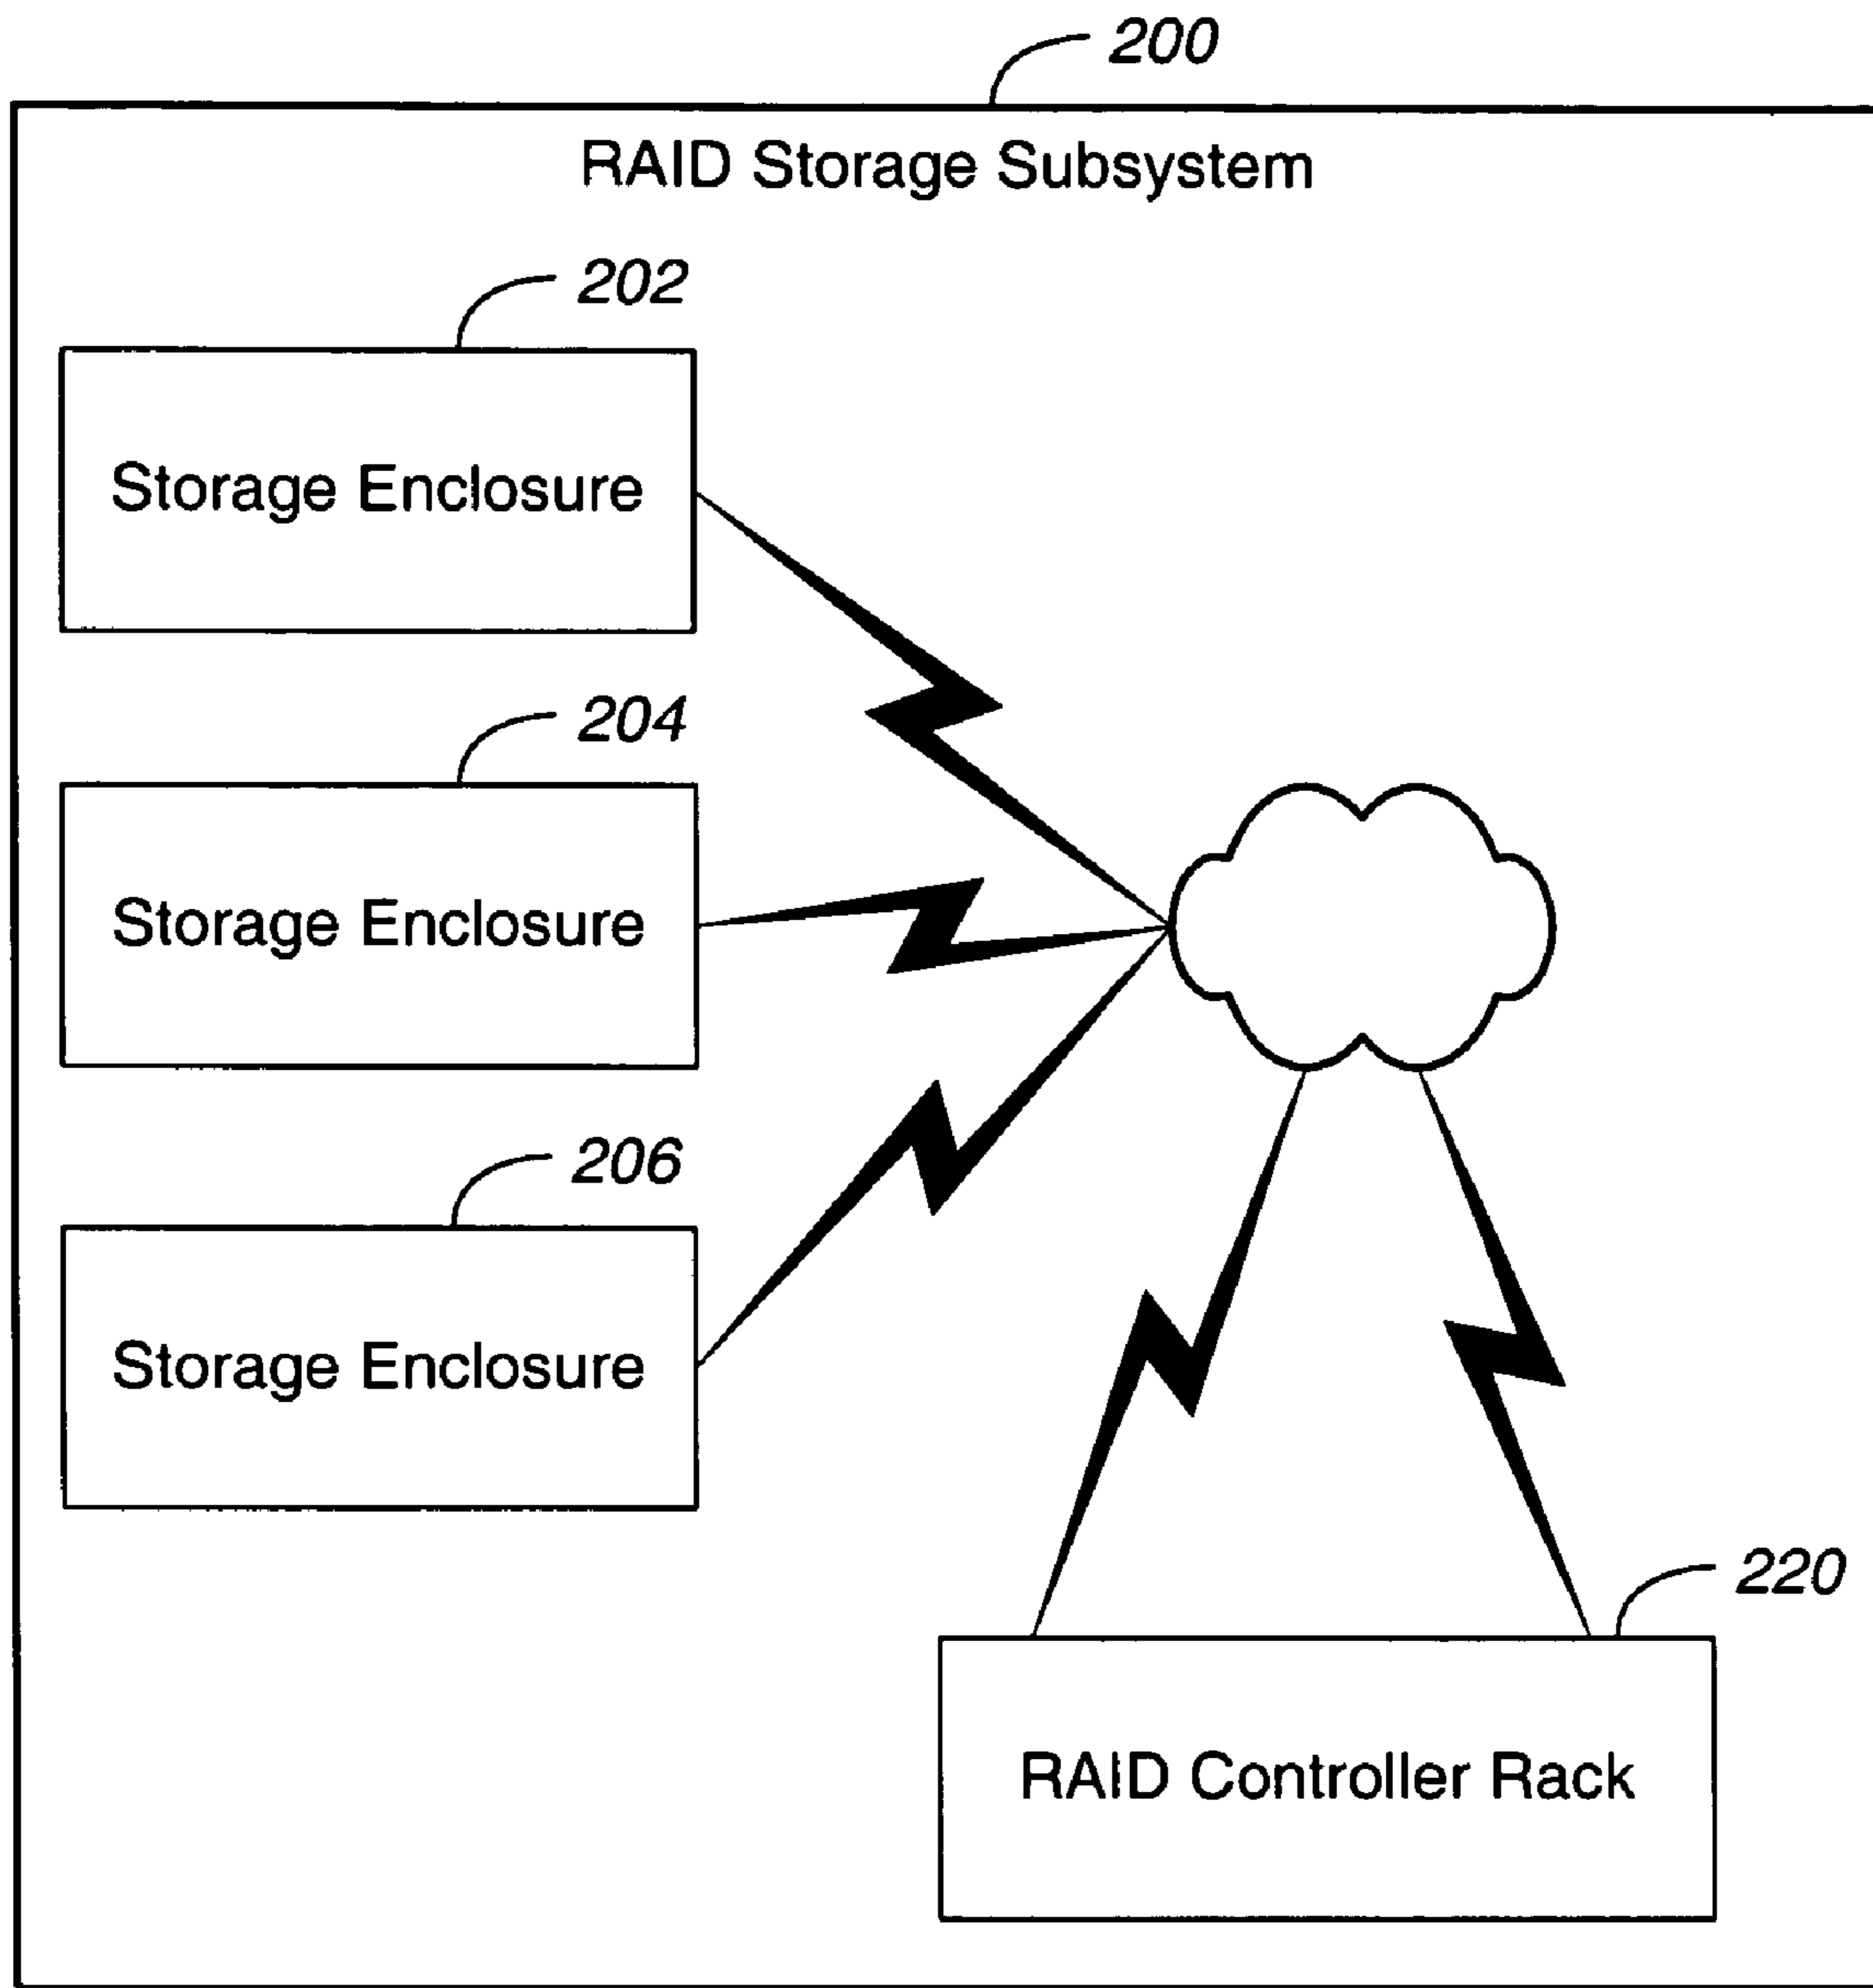 200
RAID Storage Subsystem
202
Storage Enclosure
204
Storage Enclosure
206
Storage Enclosure
220
RAID Controller Rack